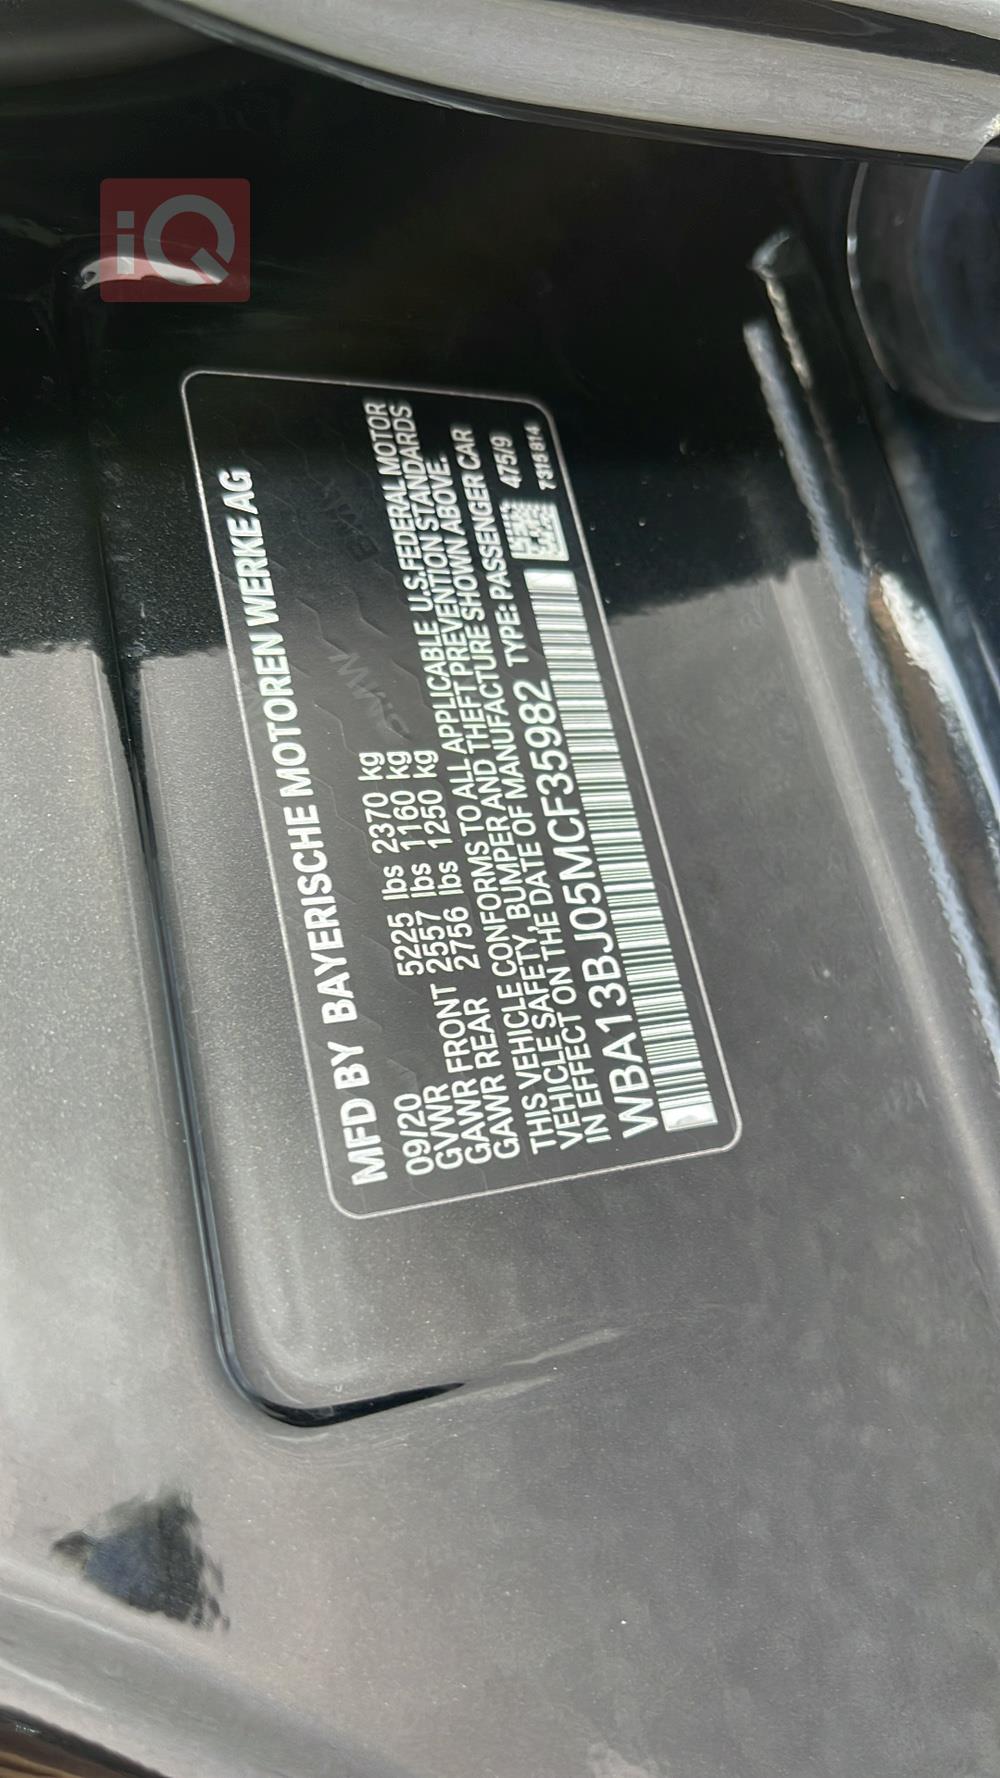 iQ
MFD BY BAYERISCHE MOTOREN WERKE AG
09/20
GVWR 5225 lbs 2370 kg
GAWR FRONT 2557 lbs 1160 kg
GAWR REAR 2756 lbs 1250 kg
THIS VEHICLE CONFORMS TO ALL APPLICABLE U.S.FEDERAL MOTOR
VEHICLE SAFETY, BUMPER AND THEFT PREVENTION STANDARDS
IN EFFECT ON THE DATE OF MANUFACTURE SHOWN ABOVE.
WBA13BJ05MCF35982 TYPE: PASSENGER CAR
475/9
7315 814